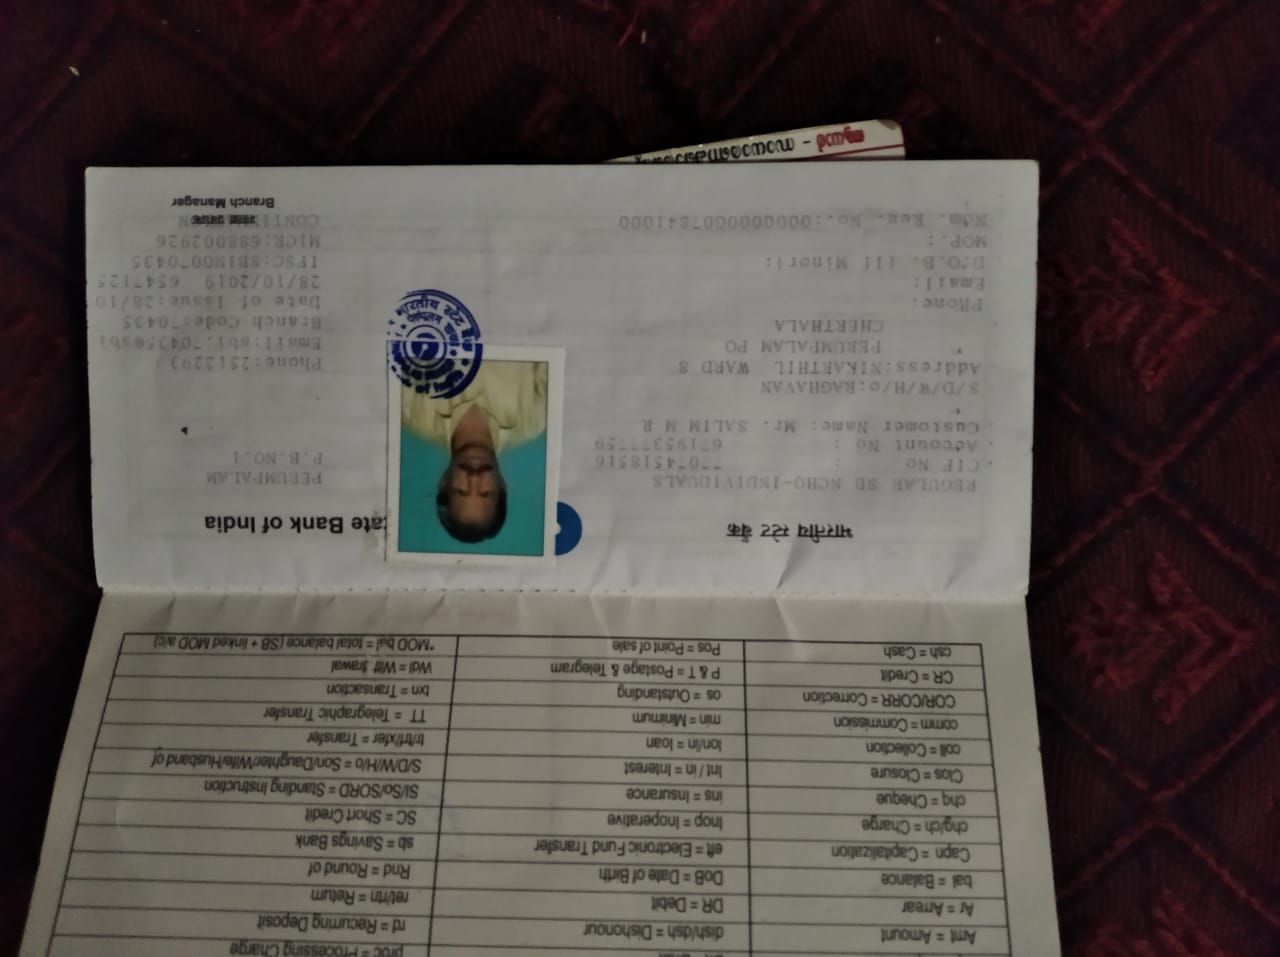 भारतीय स्टेट बैंक
State Bank of India
REGULAR SB NCHQ-INDIVIDUALS
CIF No : 77074518516
Account No : 67195377759
Customer Name: Mr. SALIM M R
S/D/W/H/o:RAGHAVAN
Address:NIKARTHIL WARD 8
PERUMPALAM PO
CHERTHALA
Phone:
Email:
D.O.B. (If Minor):
MOP.:
Nom. Reg. No.:0000000007841000
PERUMPALAM
P.B.NO.1
Phone:2512293
Email:sbi.70435@sbi
Branch Code:70435
Date of Issue:28/10
28/10/2019 6547125
IFSC:SBIN0070435
MICR:688002926
CONTINUATION
शाखा प्रबंधक
Branch Manager
भारतीय स्टेट बैंक
Amt = Amount
Ar = Arrear
bal = Balance
Capn = Capitalization
chg/ch = Charge
chq = Cheque
Clos = Closure
coll = Collection
comm = Commission
COR/CORR = Correction
CR = Credit
csh = Cash
dish/dsh = Dishonour
DR = Debit
DoB = Date of Birth
eft = Electronic Fund Transfer
Inop = Inoperative
ins = Insurance
Int / in = Interest
lon/ln = loan
min = Minimum
os = Outstanding
P & T = Postage & Telegram
Pos = Point of sale
proc = Processing Charge
rd = Recurring Deposit
ret/rtn = Return
Rnd = Round of
sb = Savings Bank
SC = Short Credit
SI/So/SORD = Standing Instruction
S/D/W/H/o = Son/Daughter/Wife/Husband of
tr/trf/xfer = Transfer
TT = Telegraphic Transfer
txn = Transaction
Wdl = Withdrawal
*MOD bal = total balance (SB + linked MOD a/c)